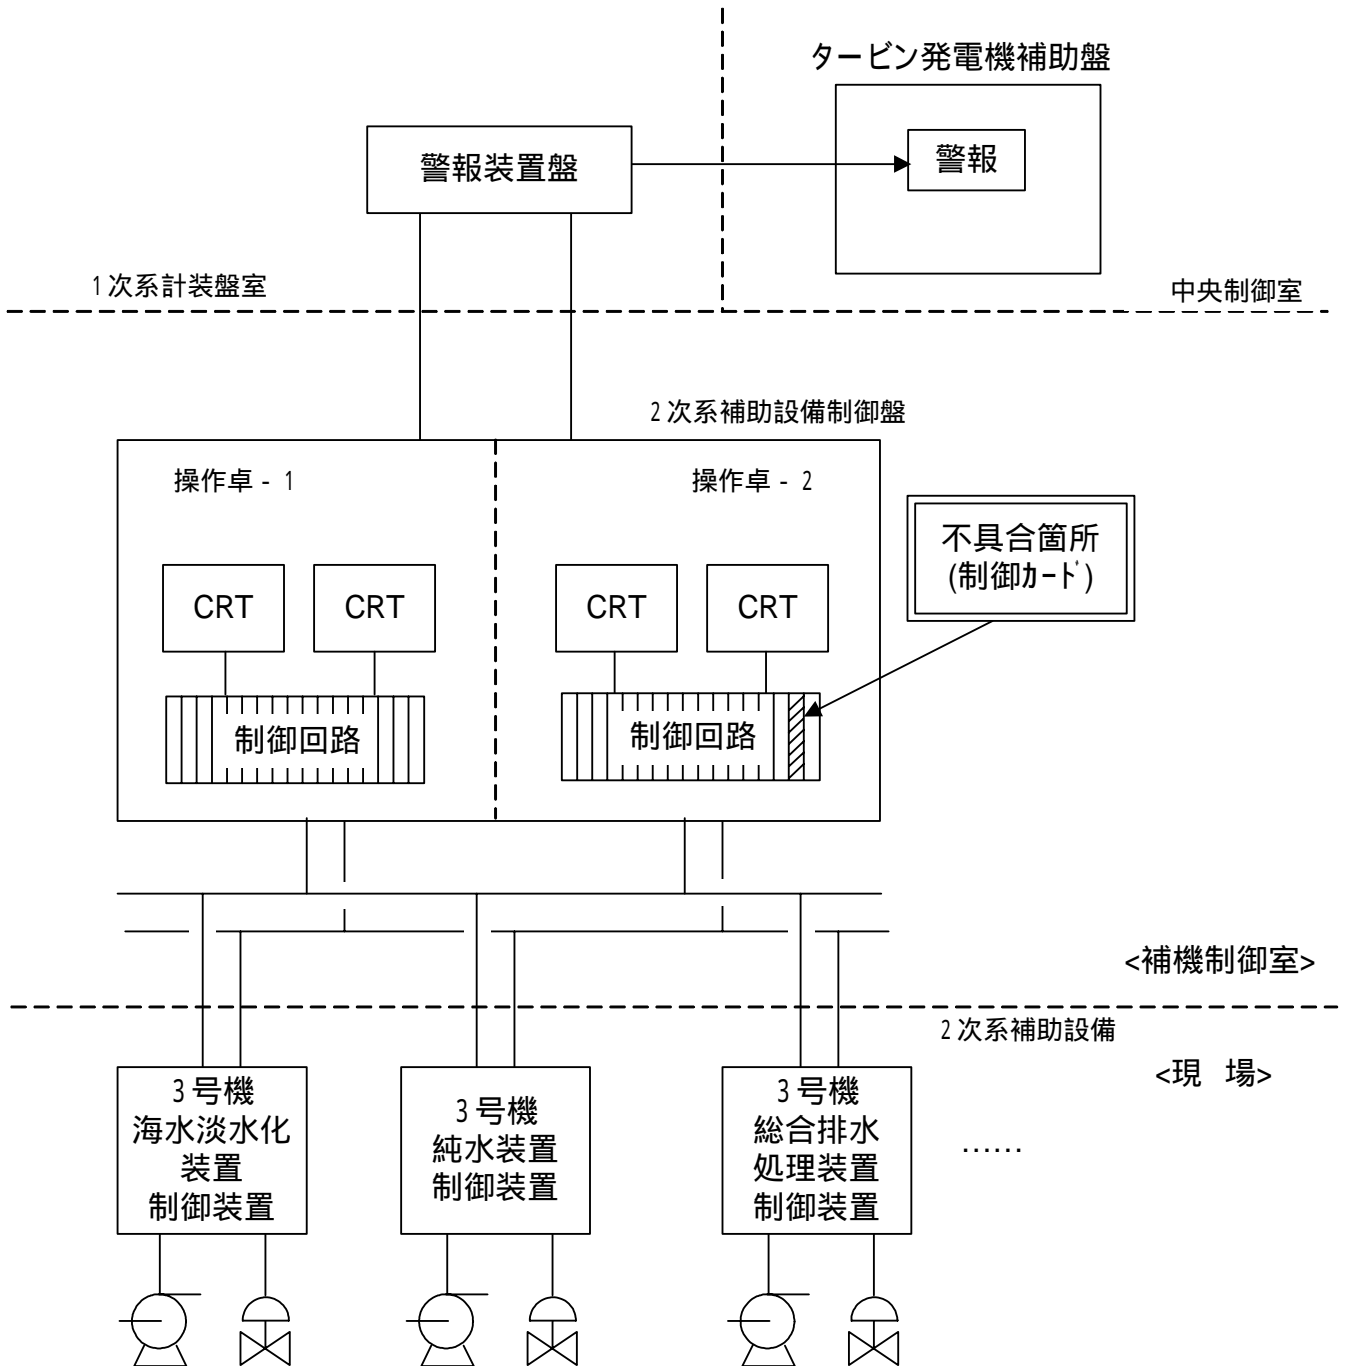 タービン発電機補助盤
警報装置盤
警報
1次系計装盤室
中央制御室
2次系補助設備制御盤
操作卓 - 1
操作卓 - 2
不具合箇所
(制御ｶｰﾄﾞ)
CRT
CRT
CRT
CRT
制御回路
制御回路
<補機制御室>
2次系補助設備
<現 場>
3号機
海水淡水化
装置
制御装置
3号機
純水装置
制御装置
3号機
総合排水
処理装置
制御装置
……